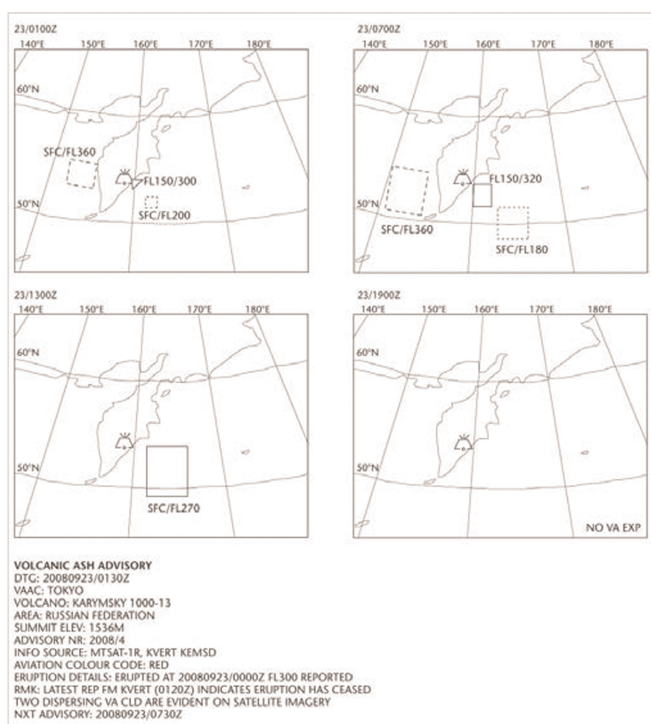 23/0100Z
140°E 150°E 160°E 170°E 180°E
60°N
SFC/FL360
FL150/300
50°N
SFC/FL200
23/0700Z
140°E 150°E 160°E 170°E 180°E
60°N
FL150/320
50°N
SFC/FL360
SFC/FL180
23/1300Z
140°E 150°E 160°E 170°E 180°E
60°N
50°N
SFC/FL270
23/1900Z
140°E 150°E 160°E 170°E 180°E
60°N
50°N
NO VA EXP
VOLCANIC ASH ADVISORY
DTG: 20080923/0130Z
VAAC: TOKYO
VOLCANO: KARYMSKY 1000-13
AREA: RUSSIAN FEDERATION
SUMMIT ELEV: 1536M
ADVISORY NR: 2008/4
INFO SOURCE: MTSAT-1R, KVERT KEMSD
AVIATION COLOUR CODE: RED
ERUPTION DETAILS: ERUPTED AT 20080923/0000Z FL300 REPORTED
RMK: LATEST REP FM KVERT (0120Z) INDICATES ERUPTION HAS CEASED
TWO DISPERSING VA CLD ARE EVIDENT ON SATELLITE IMAGERY
NXT ADVISORY: 20080923/0730Z